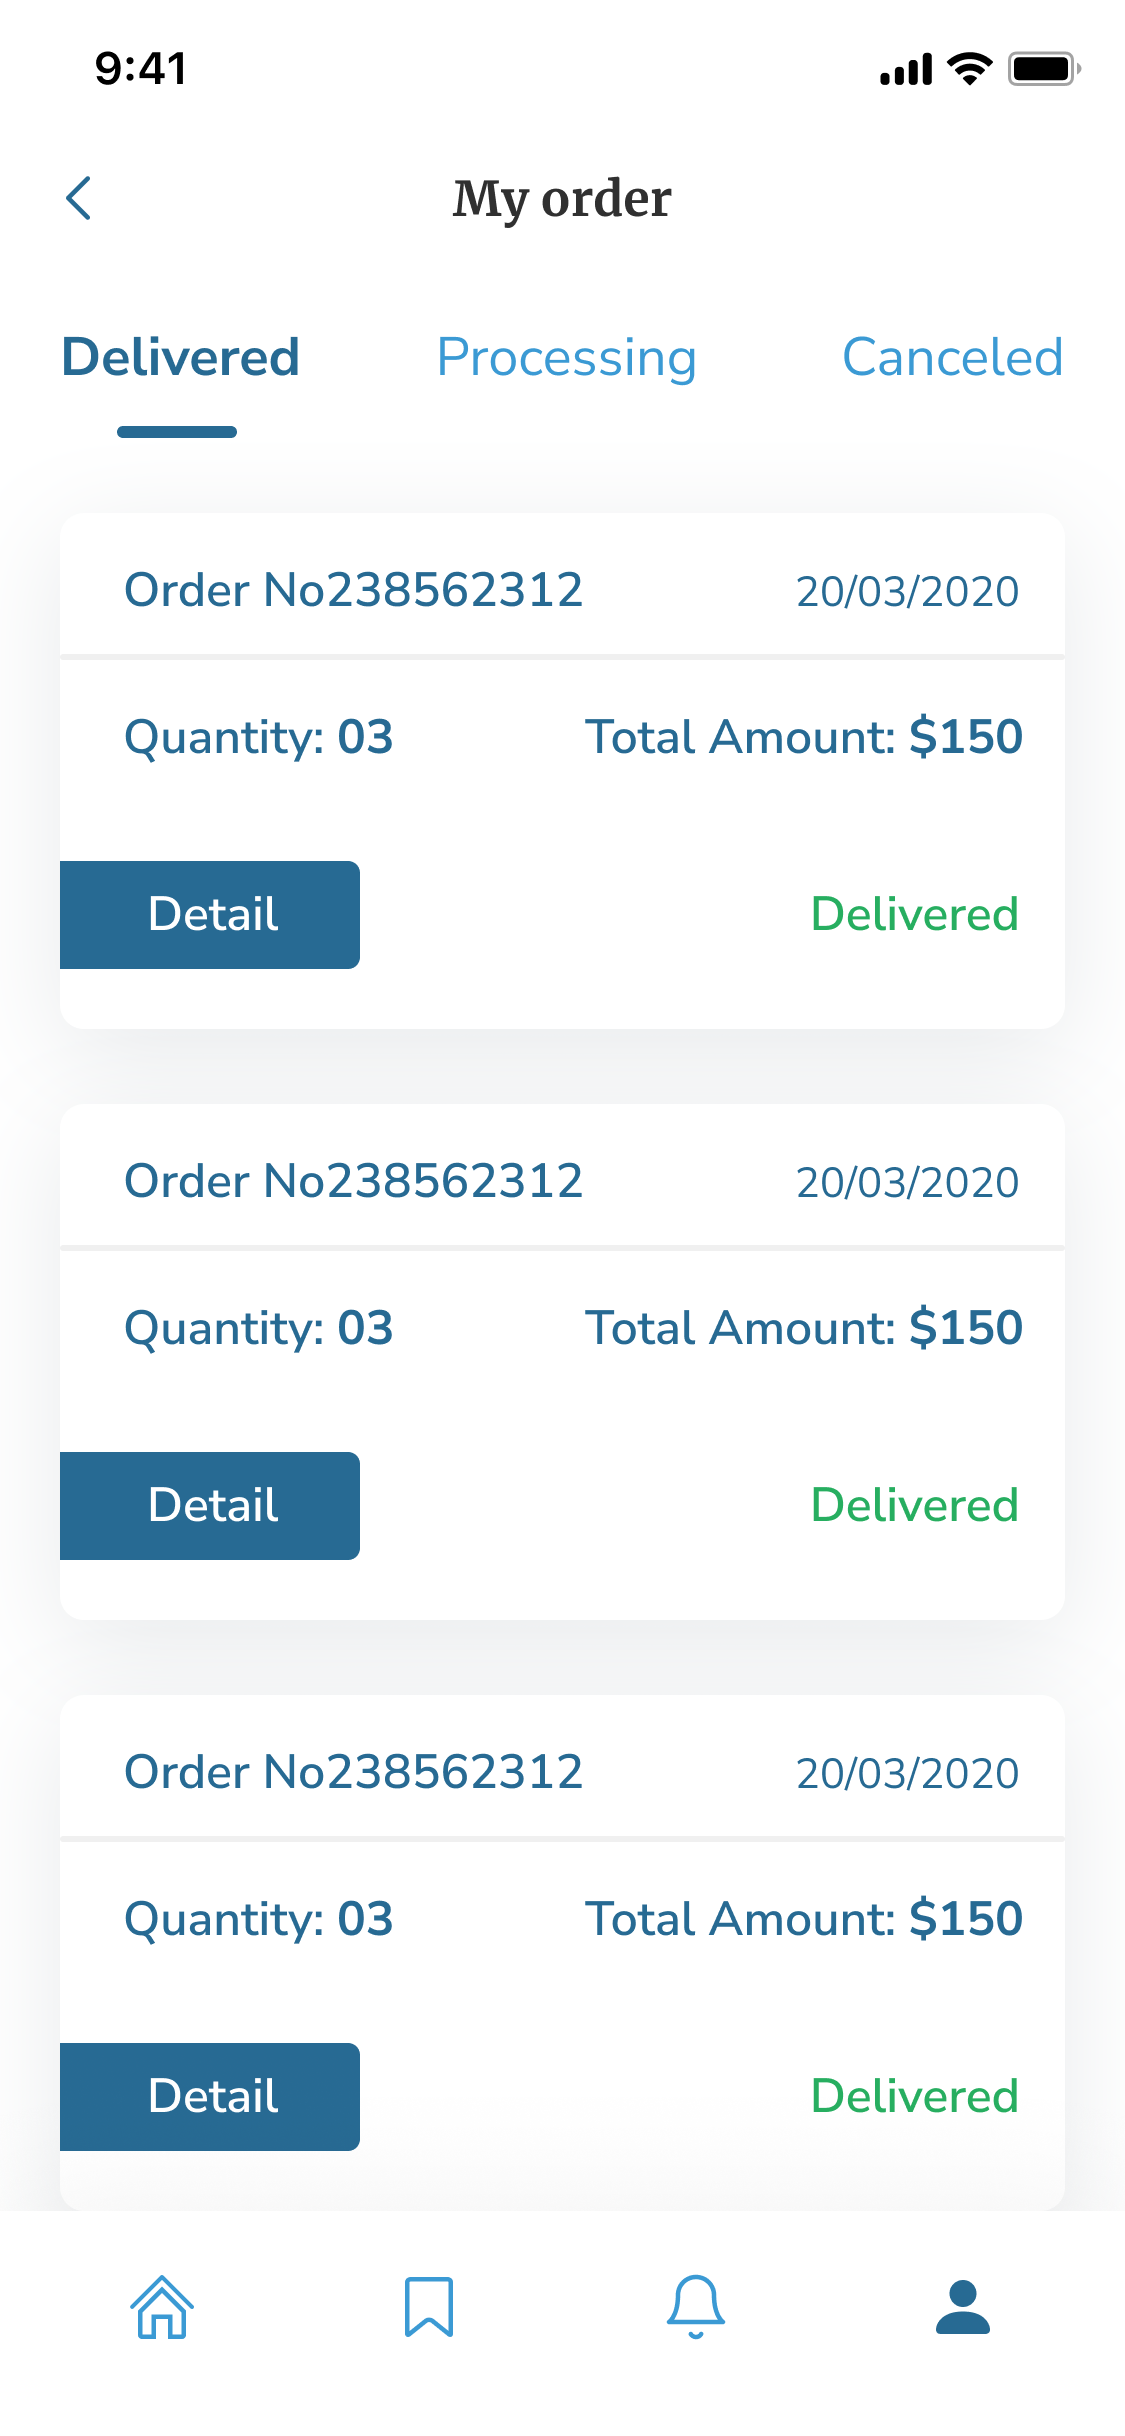 9:41
My order
Delivered Processing Canceled
Order No238562312 20/03/2020
Quantity: 03 Total Amount: $150
Detail Delivered
Order No238562312 20/03/2020
Quantity: 03 Total Amount: $150
Detail Delivered
Order No238562312 20/03/2020
Quantity: 03 Total Amount: $150
Detail Delivered